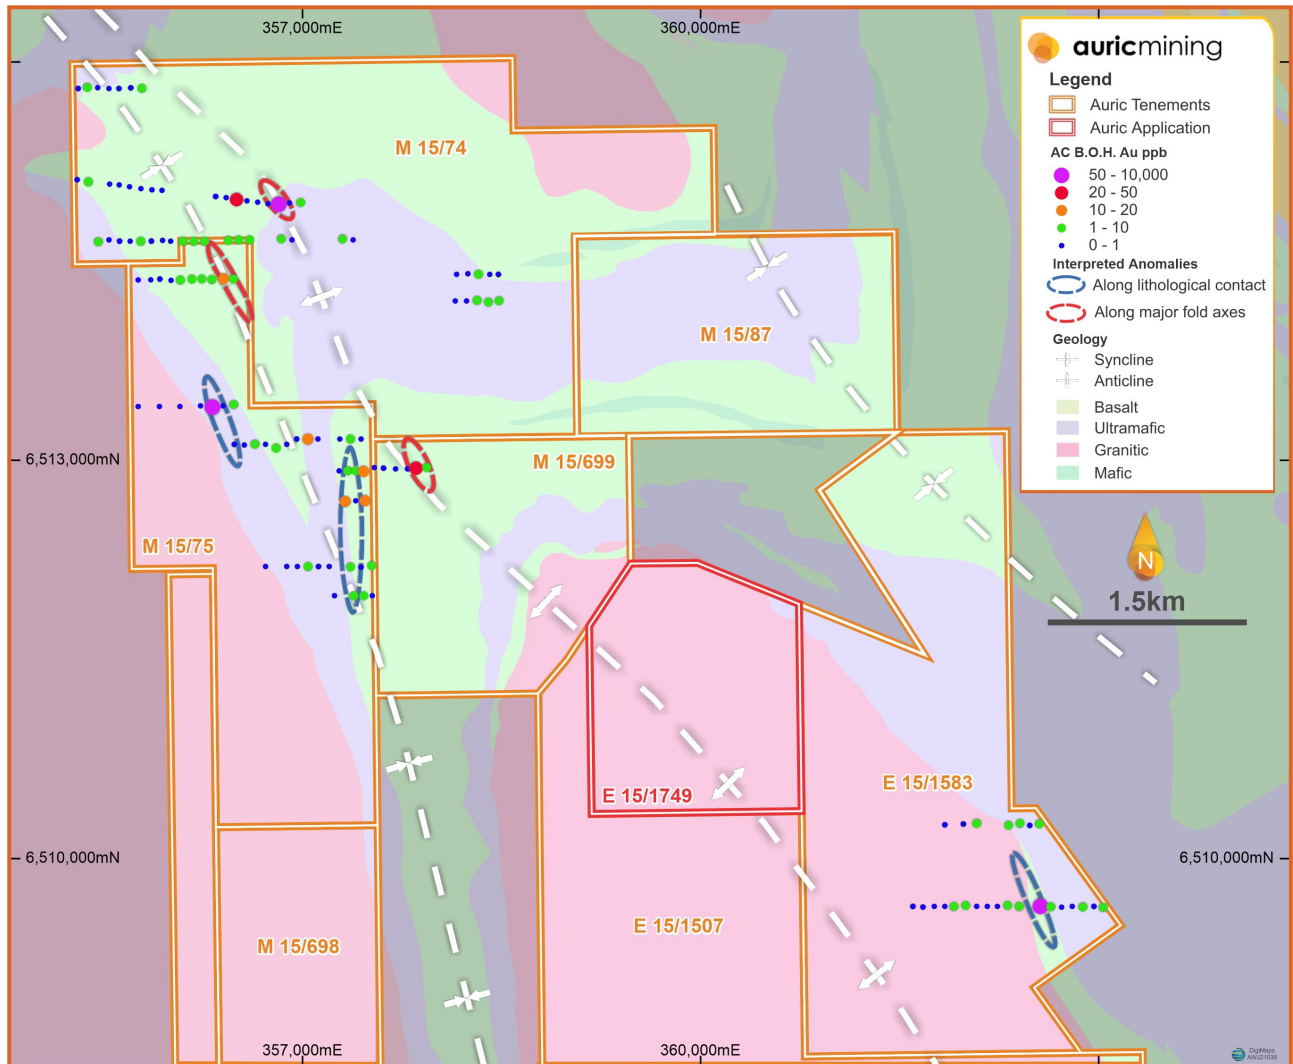 357,000mE
360,000mE
auricmining
Legend
Auric Tenements
Auric Application
AC B.O.H. Au ppb
50 - 10,000
20 - 50
10 - 20
1 - 10
0 - 1
Interpreted Anomalies
Along lithological contact
Along major fold axes
Geology
Syncline
Anticline
Basalt
Ultramafic
Granitic
Mafic
M 15/74
M 15/87
6,513,000mN
M 15/699
M 15/75
N
1.5km
E 15/1749
E 15/1583
6,510,000mN
6,510,000mN
E 15/1507
M 15/698
357,000mE
360,000mE
DigiMaps
AWJ21038